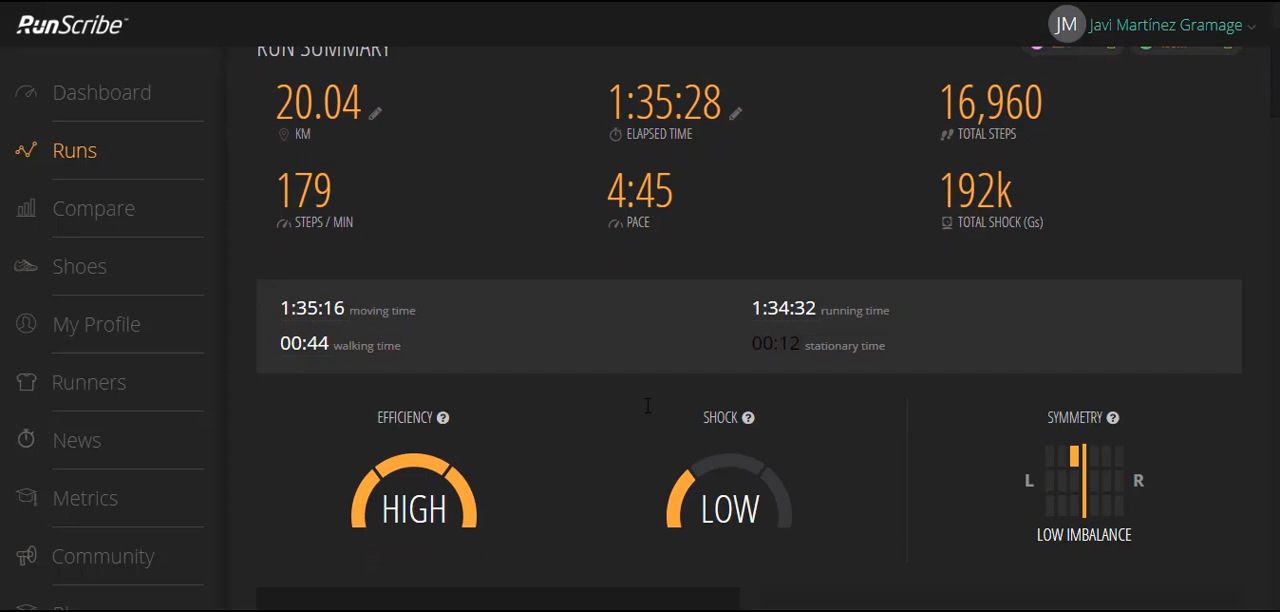 RunScribe™
JM Javi Martínez Gramage
RUN SUMMARY
Dashboard
Runs
Compare
Shoes
My Profile
Runners
News
Metrics
Community
20.04
KM
1:35:28
ELAPSED TIME
16,960
TOTAL STEPS
179
STEPS / MIN
4:45
PACE
192k
TOTAL SHOCK (Gs)
1:35:16 moving time
1:34:32 running time
00:44 walking time
00:12 stationary time
EFFICIENCY ?
HIGH
SHOCK ?
LOW
SYMMETRY ?
L R
LOW IMBALANCE